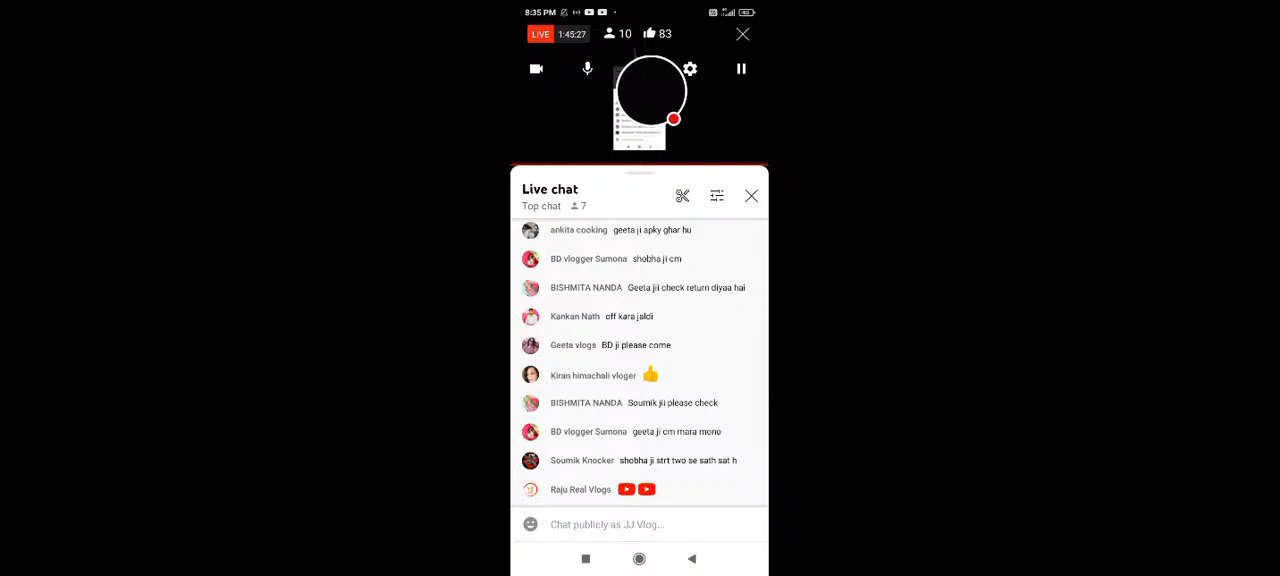 8:35 PM
LIVE 1:45:27 10 83
Live chat
Top chat 7
ankita cooking geeta ji apky ghar hu
BD vlogger Sumona shobha ji cm
BISHMITA NANDA Geeta jii check return diyaa hai
Kankan Nath off kara jaldi
Geeta vlogs BD ji please come
Kiran himachali vloger 👍
BISHMITA NANDA Soumik jii please check
BD vlogger Sumona geeta ji cm mara mono
Soumik Knocker shobha ji strt two se sath sat h
Raju Real Vlogs
Chat publicly as JJ Vlog...